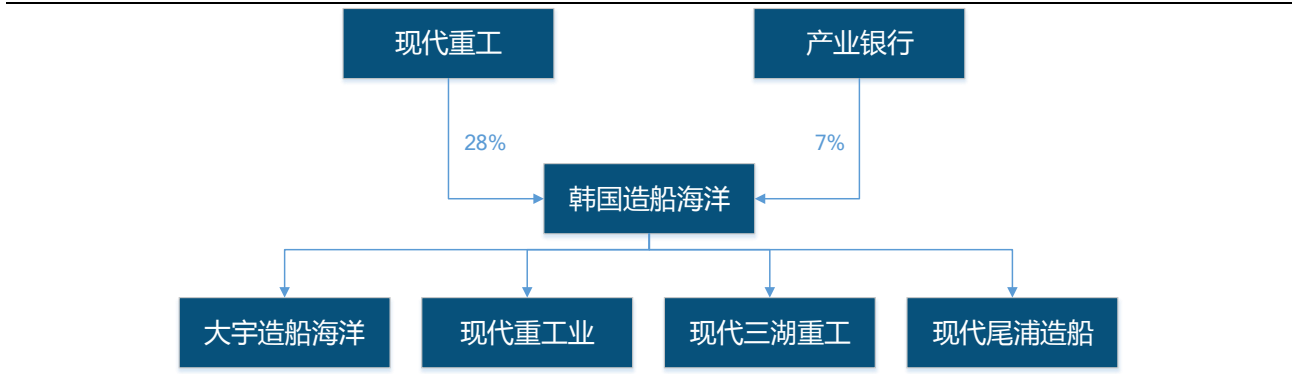 现代重工
产业银行
28%
7%
韩国造船海洋
大宇造船海洋
现代重工业
现代三湖重工
现代尾浦造船